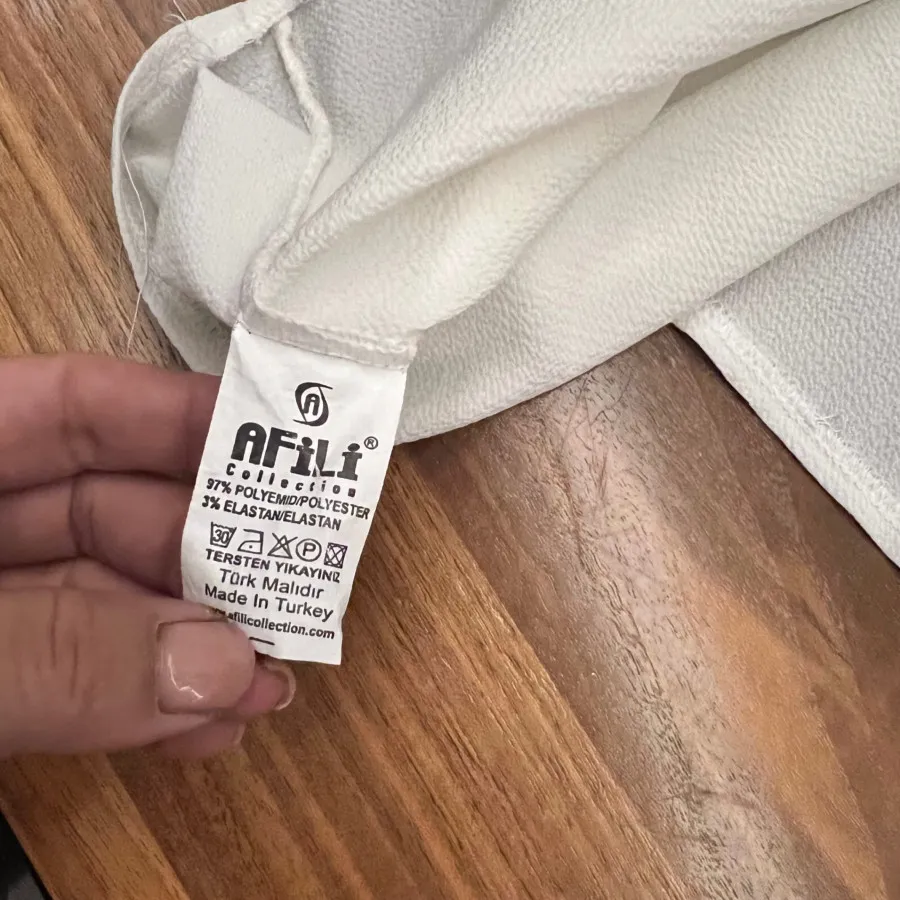 A
AFiLi®
Collection
97% POLYEMID/POLYESTER
3% ELASTAN/ELASTAN
30 P
TERSTEN YIKAYINIZ
Türk Malıdır
Made In Turkey
afilicollection.com